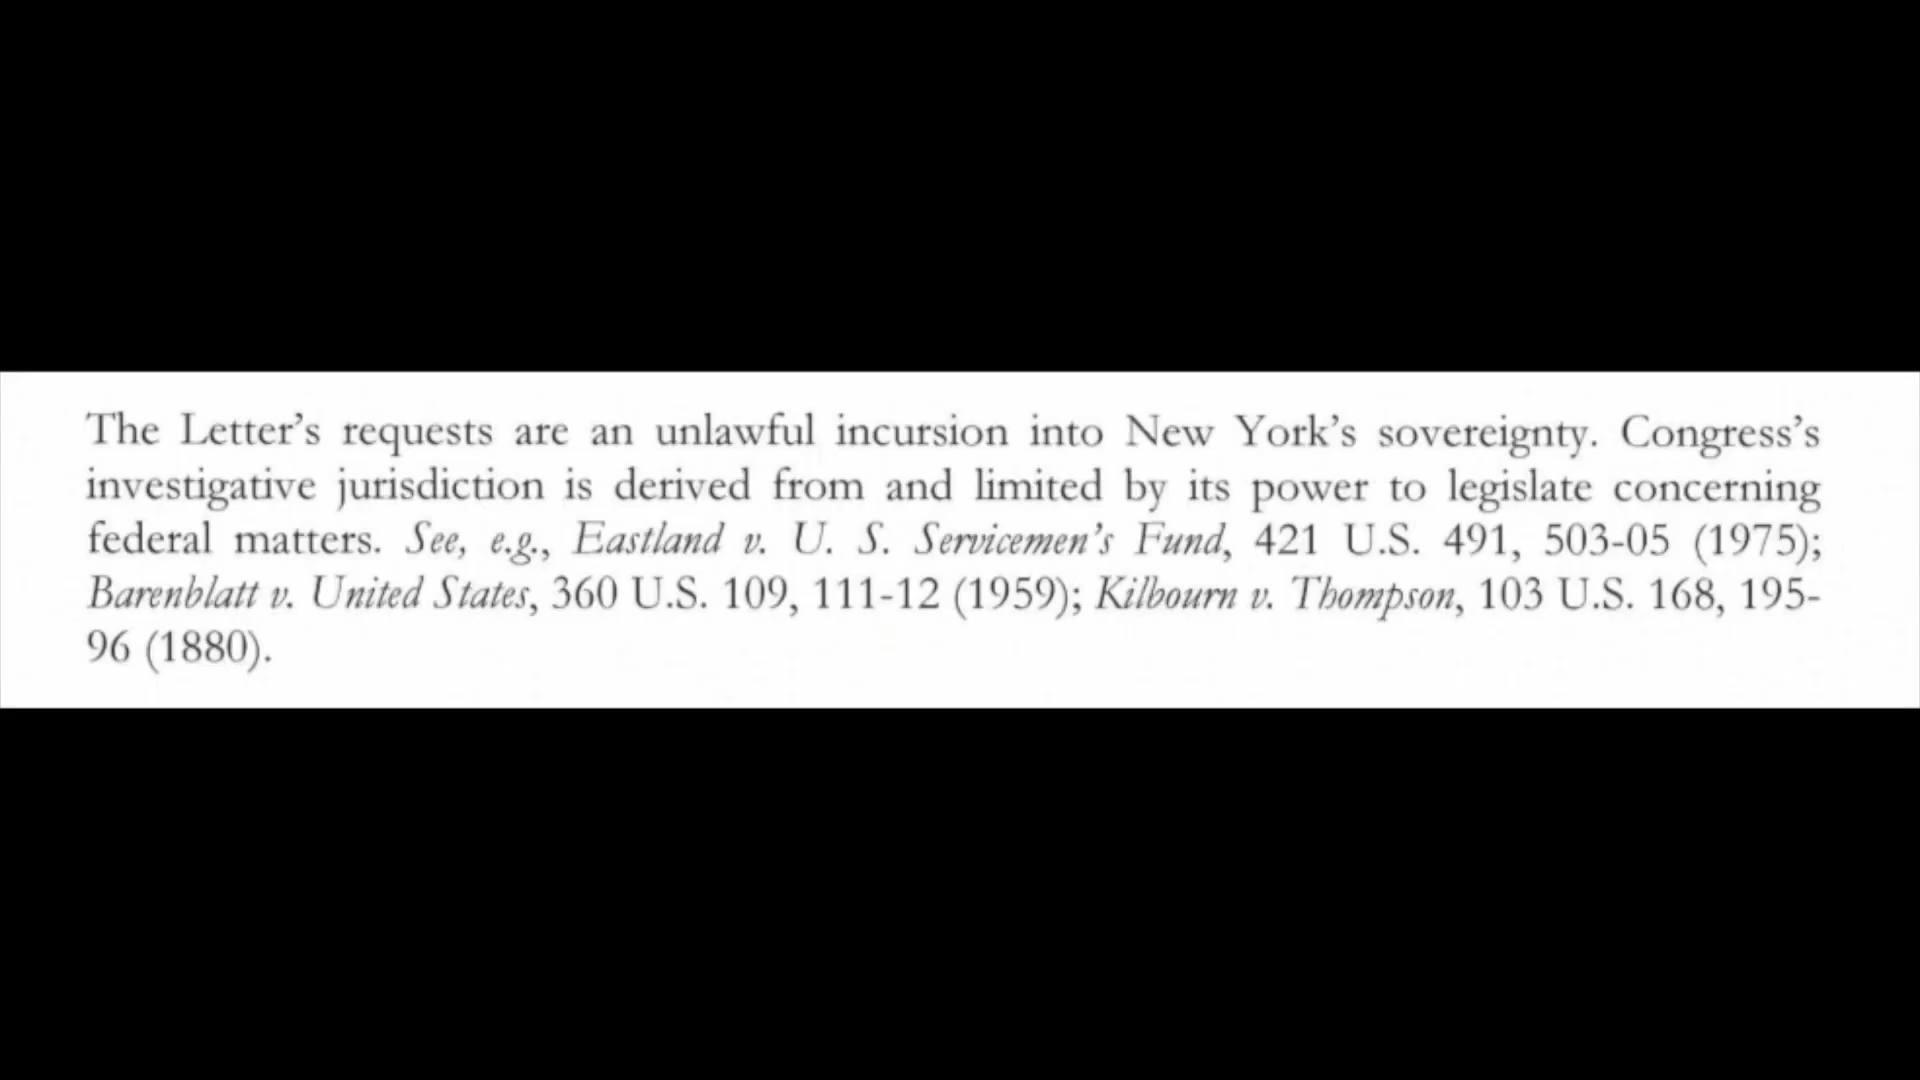 The Letter's requests are an unlawful incursion into New York's sovereignty. Congress's
investigative jurisdiction is derived from and limited by its power to legislate concerning
federal matters. See, e.g., Eastland v. U. S. Servicemen's Fund, 421 U.S. 491, 503-05 (1975);
Barenblatt v. United States, 360 U.S. 109, 111-12 (1959); Kilbourn v. Thompson, 103 U.S. 168, 195-
96 (1880).